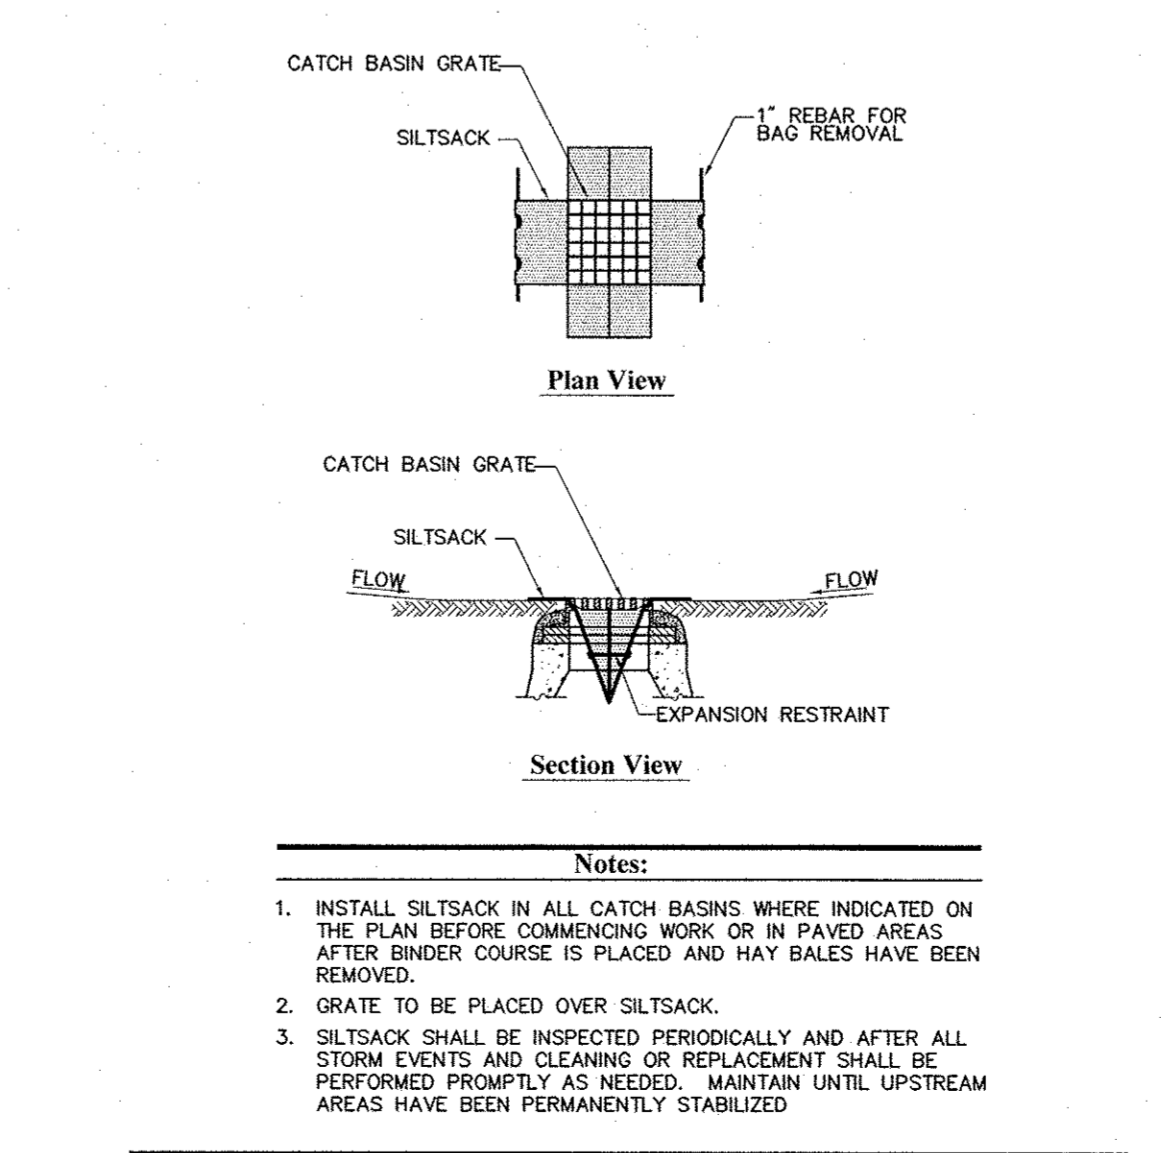 CATCH BASIN GRATE
SILTSACK
1" REBAR FOR
BAG REMOVAL
Plan View
CATCH BASIN GRATE
SILTSACK
FLOW
FLOW
EXPANSION RESTRAINT
Section View
Notes:
1. INSTALL SILTSACK IN ALL CATCH BASINS WHERE INDICATED ON
THE PLAN BEFORE COMMENCING WORK OR IN PAVED AREAS
AFTER BINDER COURSE IS PLACED AND HAY BALES HAVE BEEN
REMOVED.
2. GRATE TO BE PLACED OVER SILTSACK.
3. SILTSACK SHALL BE INSPECTED PERIODICALLY AND AFTER ALL
STORM EVENTS AND CLEANING OR REPLACEMENT SHALL BE
PERFORMED PROMPTLY AS NEEDED. MAINTAIN UNTIL UPSTREAM
AREAS HAVE BEEN PERMANENTLY STABILIZED